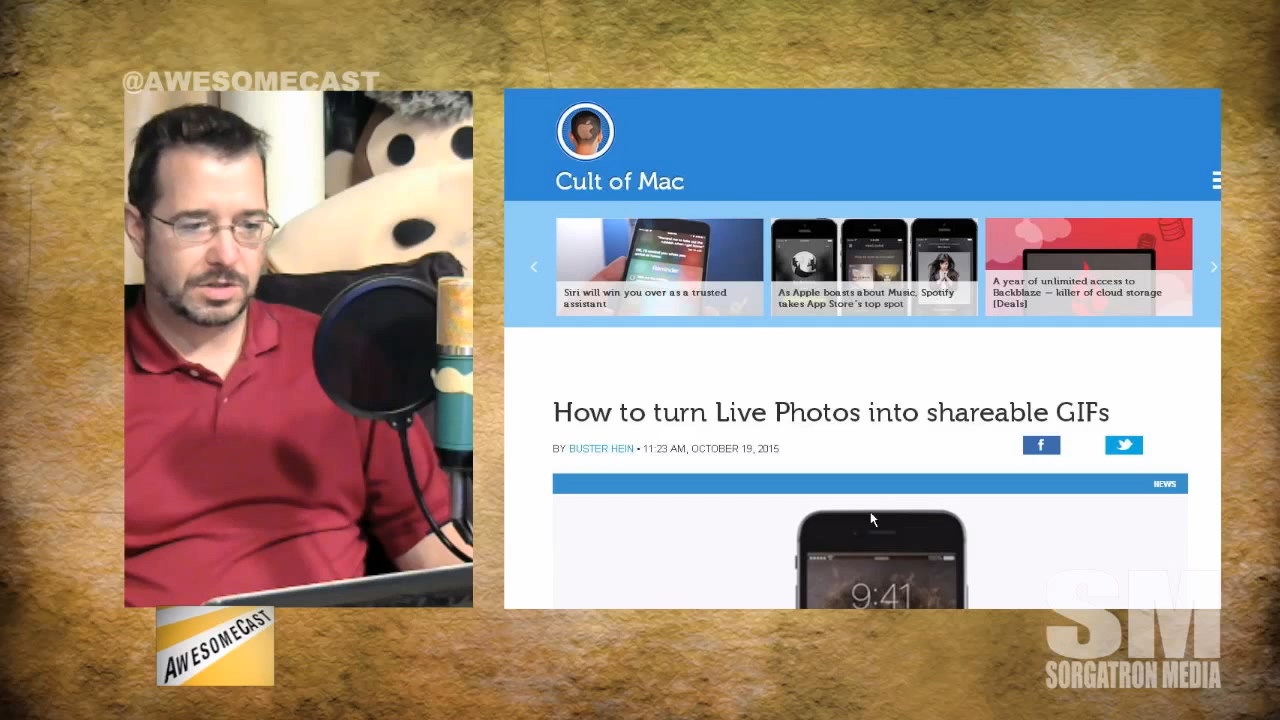 @AWESOMECAST
Cult of Mac
Siri will win you over as a trusted
assistant
As Apple boasts about Music, Spotify
takes App Store's top spot
A year of unlimited access to
Backblaze — killer of cloud storage
[Deals]
How to turn Live Photos into shareable GIFs
BY BUSTER HEIN • 11:23 AM, OCTOBER 19, 2015
f
NEWS
9:41
AWESOMECAST
SM
SORGATRON MEDIA